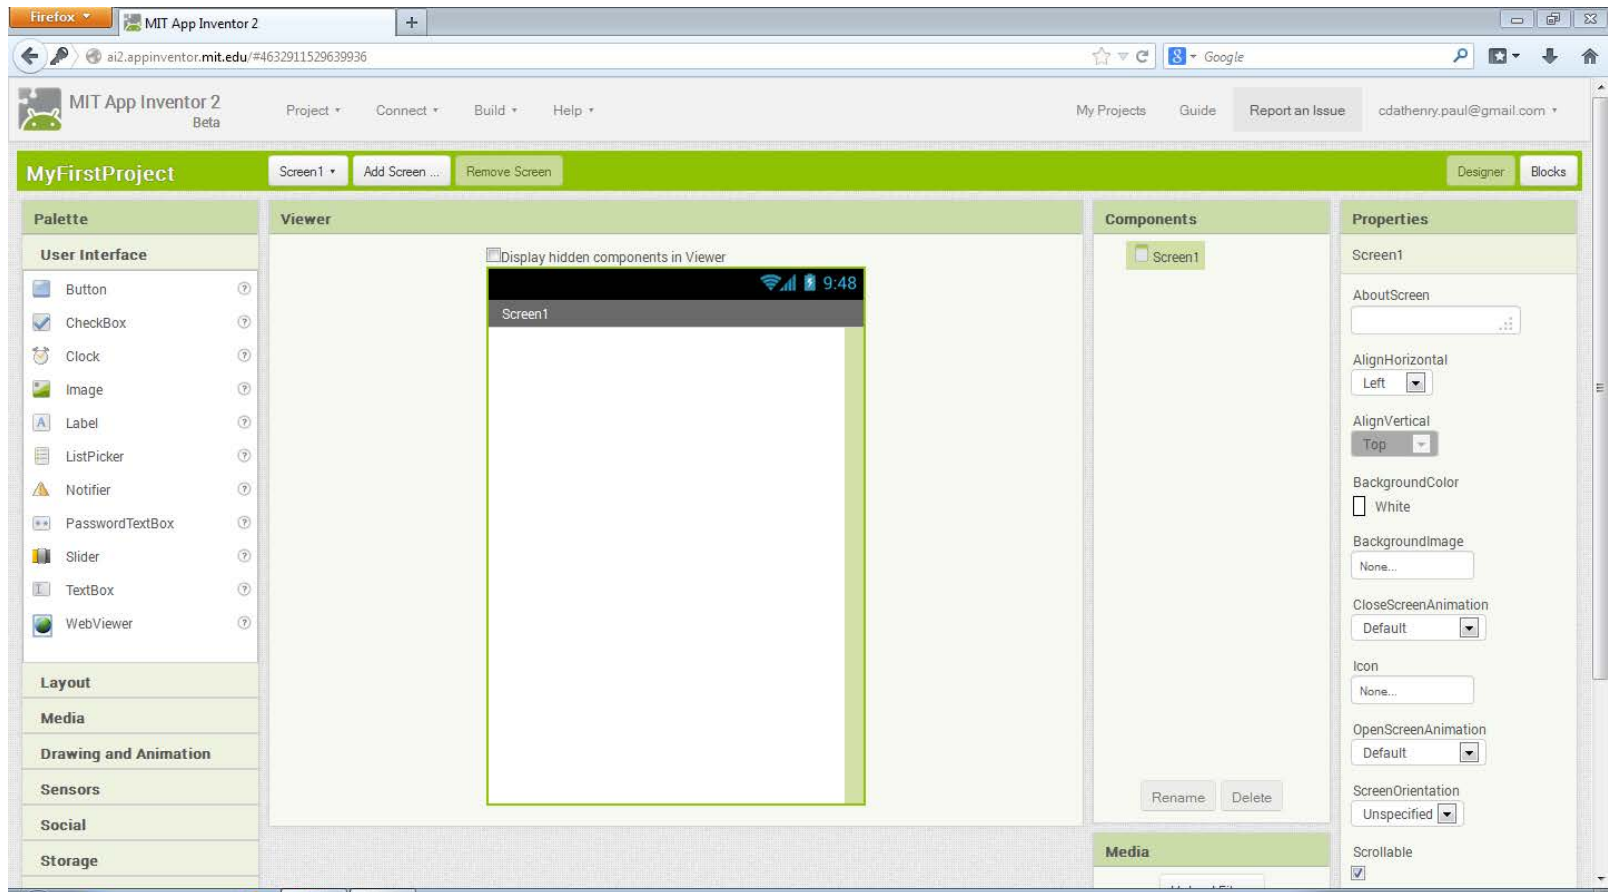 Firefox
MIT App Inventor 2
ai2.appinventor.mit.edu/#4632911529639936
Google
MIT App Inventor 2
Beta
Project
Connect
Build
Help
My Projects
Guide
Report an Issue
cdathenry.paul@gmail.com
MyFirstProject
Screen1
Add Screen ...
Remove Screen
Designer
Blocks
Palette
User Interface
Button
CheckBox
Clock
Image
Label
ListPicker
Notifier
PasswordTextBox
Slider
TextBox
WebViewer
Layout
Media
Drawing and Animation
Sensors
Social
Storage
Viewer
Display hidden components in Viewer
9:48
Screen1
Components
Screen1
Rename
Delete
Media
Properties
Screen1
AboutScreen
AlignHorizontal
Left
AlignVertical
Top
BackgroundColor
White
BackgroundImage
None...
CloseScreenAnimation
Default
Icon
None...
OpenScreenAnimation
Default
ScreenOrientation
Unspecified
Scrollable